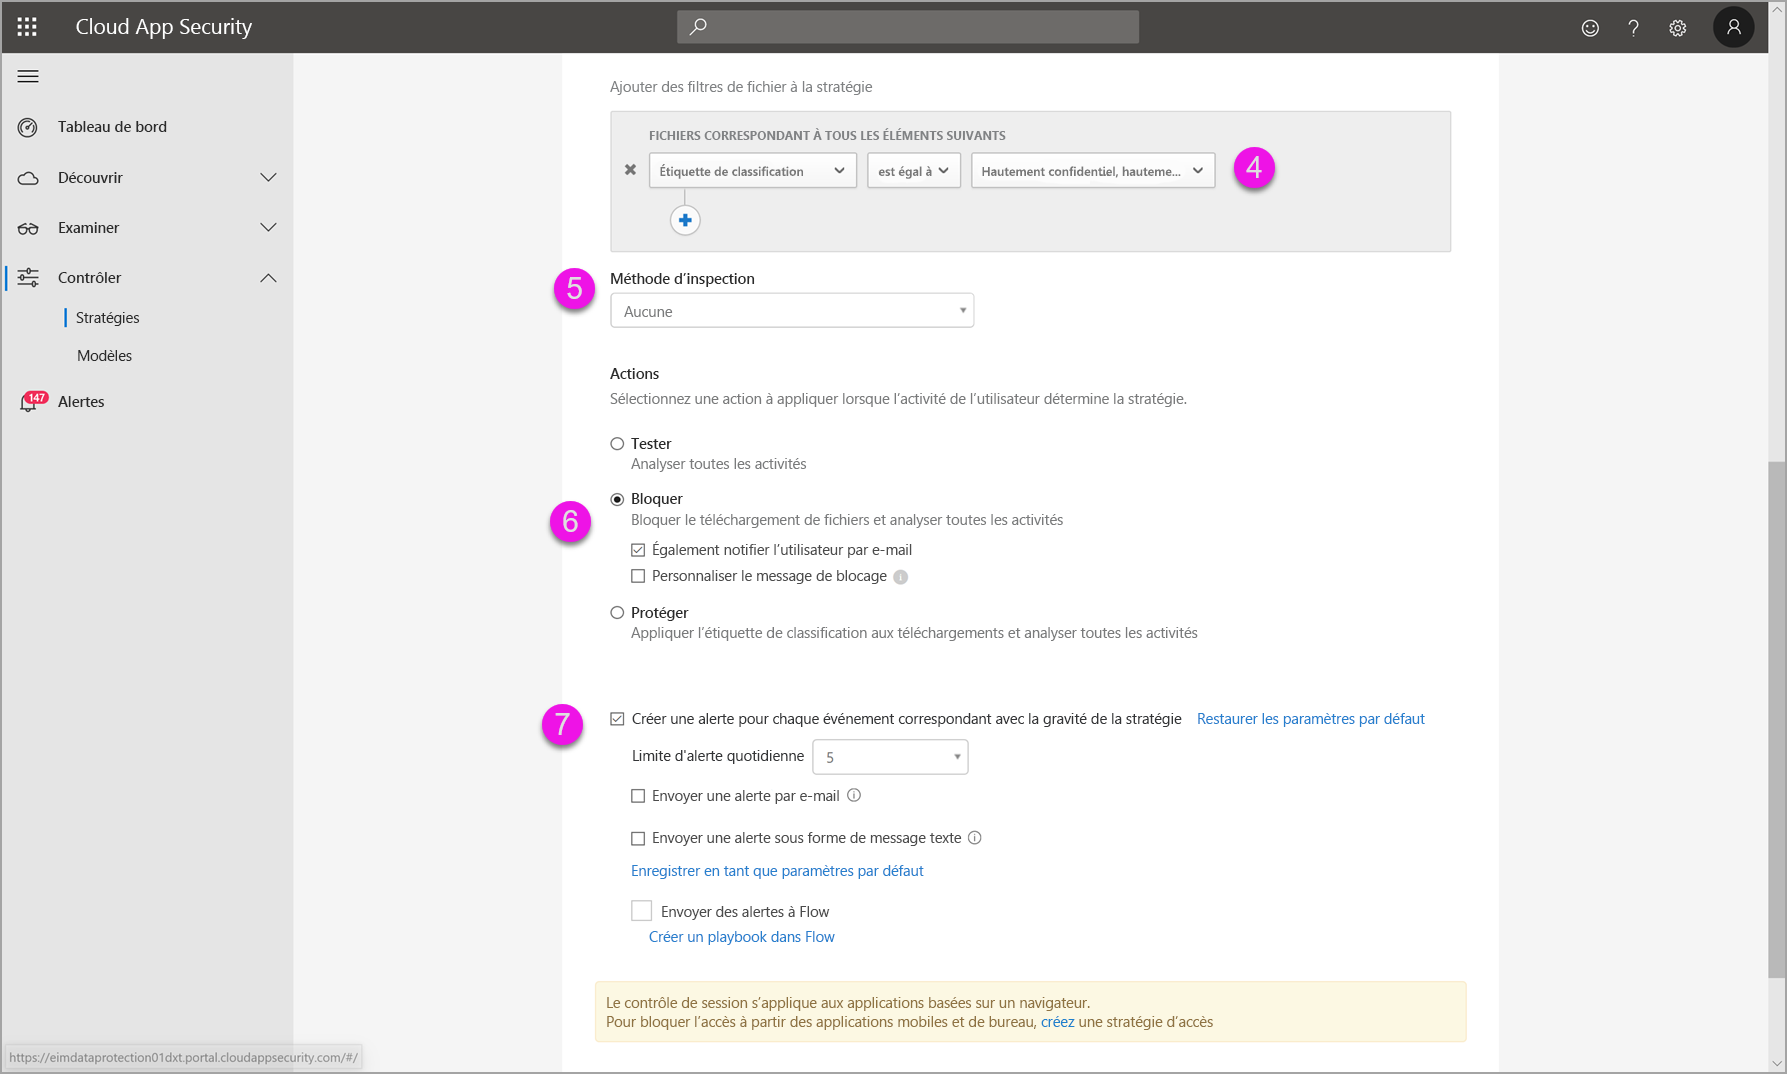 Cloud App Security
Tableau de bord
Découvrir
Examiner
Contrôler
Stratégies
Modèles
147
Alertes
Ajouter des filtres de fichier à la stratégie
FICHIERS CORRESPONDANT À TOUS LES ÉLÉMENTS SUIVANTS
Étiquette de classification est égal à Hautement confidentiel, hauteme... 4
5 Méthode d’inspection
Aucune
Actions
Sélectionnez une action à appliquer lorsque l’activité de l’utilisateur détermine la stratégie.
Tester
Analyser toutes les activités
6 Bloquer
Bloquer le téléchargement de fichiers et analyser toutes les activités
Également notifier l’utilisateur par e-mail
Personnaliser le message de blocage
Protéger
Appliquer l’étiquette de classification aux téléchargements et analyser toutes les activités
7 Créer une alerte pour chaque événement correspondant avec la gravité de la stratégie Restaurer les paramètres par défaut
Limite d'alerte quotidienne 5
Envoyer une alerte par e-mail
Envoyer une alerte sous forme de message texte
Enregistrer en tant que paramètres par défaut
Envoyer des alertes à Flow
Créer un playbook dans Flow
Le contrôle de session s’applique aux applications basées sur un navigateur.
Pour bloquer l’accès à partir des applications mobiles et de bureau, créez une stratégie d’accès
https://eimdataprotection01dxt.portal.cloudappsecurity.com/#/